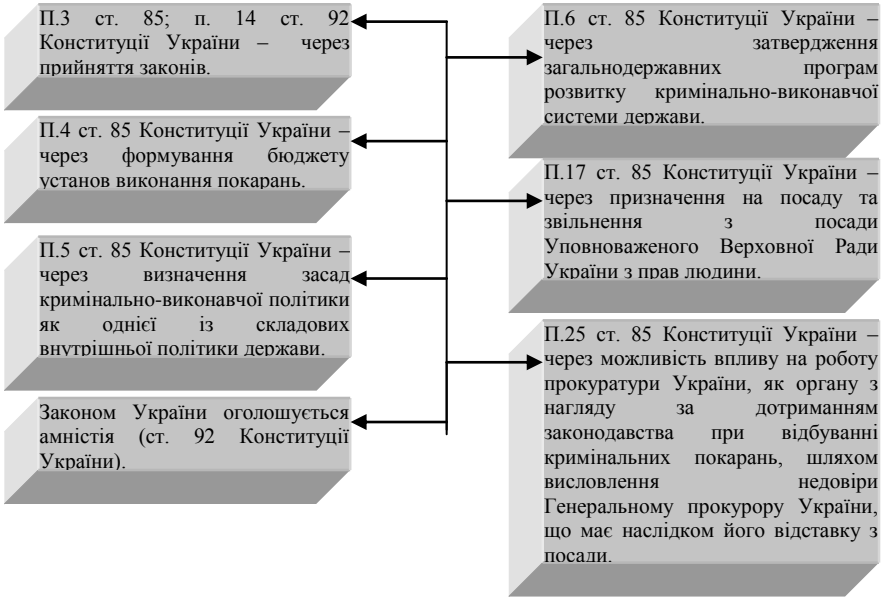 П.3 ст. 85; п. 14 ст. 92
Конституції України – через
прийняття законів.
П.4 ст. 85 Конституції України –
через формування бюджету
установ виконання покарань.
П.5 ст. 85 Конституції України –
через визначення засад
кримінально-виконавчої політики
як однієї із складових
внутрішньої політики держави.
Законом України оголошується
амністія (ст. 92 Конституції
України).
П.6 ст. 85 Конституції України –
через затвердження
загальнодержавних програм
розвитку кримінально-виконавчої
системи держави.
П.17 ст. 85 Конституції України –
через призначення на посаду та
звільнення з посади
Уповноваженого Верховної Ради
України з прав людини.
П.25 ст. 85 Конституції України –
через можливість впливу на роботу
прокуратури України, як органу з
нагляду за дотриманням
законодавства при відбуванні
кримінальних покарань, шляхом
висловлення недовіри
Генеральному прокурору України,
що має наслідком його відставку з
посади.